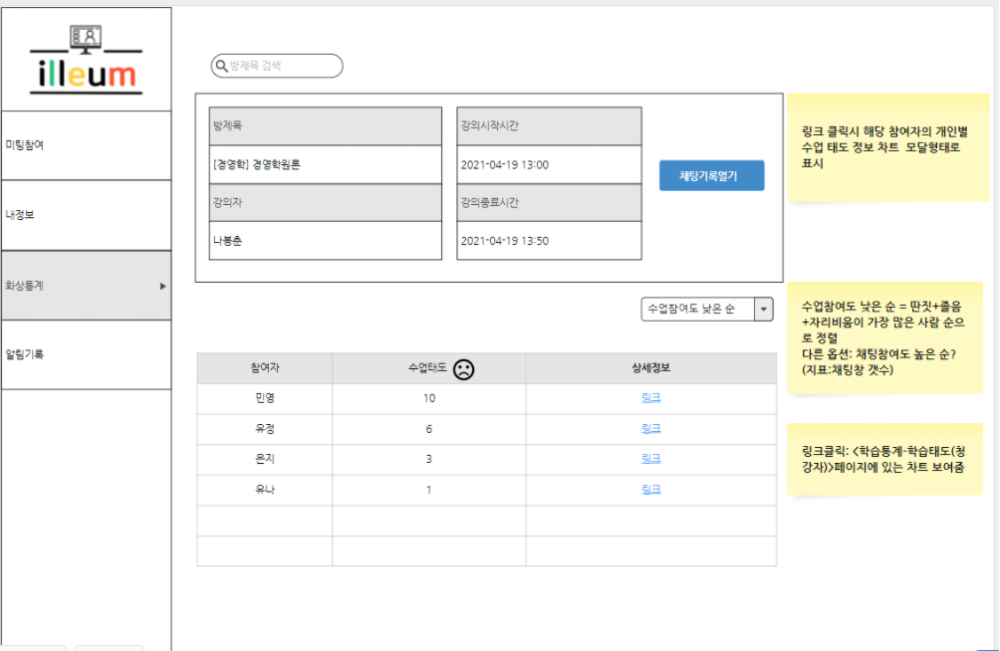 illeum
방제목 검색
미팅참여
내정보
화상통계
알림기록
방제목
강의시작시간
[경영학] 경영학원론
2021-04-19 13:00
채팅기록열기
강의자
강의종료시간
나봉춘
2021-04-19 13:50
링크 클릭시 해당 참여자의 개인별
수업 태도 정보 차트 모달형태로
표시
수업참여도 낮은 순
수업참여도 낮은 순 = 딴짓+졸음
+자리비움이 가장 많은 사람 순으
로 정렬
다른 옵션: 채팅참여도 높은 순?
(지표:채팅창 갯수)
참여자 수업태도 상세정보
민영 10 링크
유정 6 링크
은지 3 링크
유나 1 링크
링크클릭: <학습통계-학습태도(청
강자)>페이지에 있는 차트 보여줌